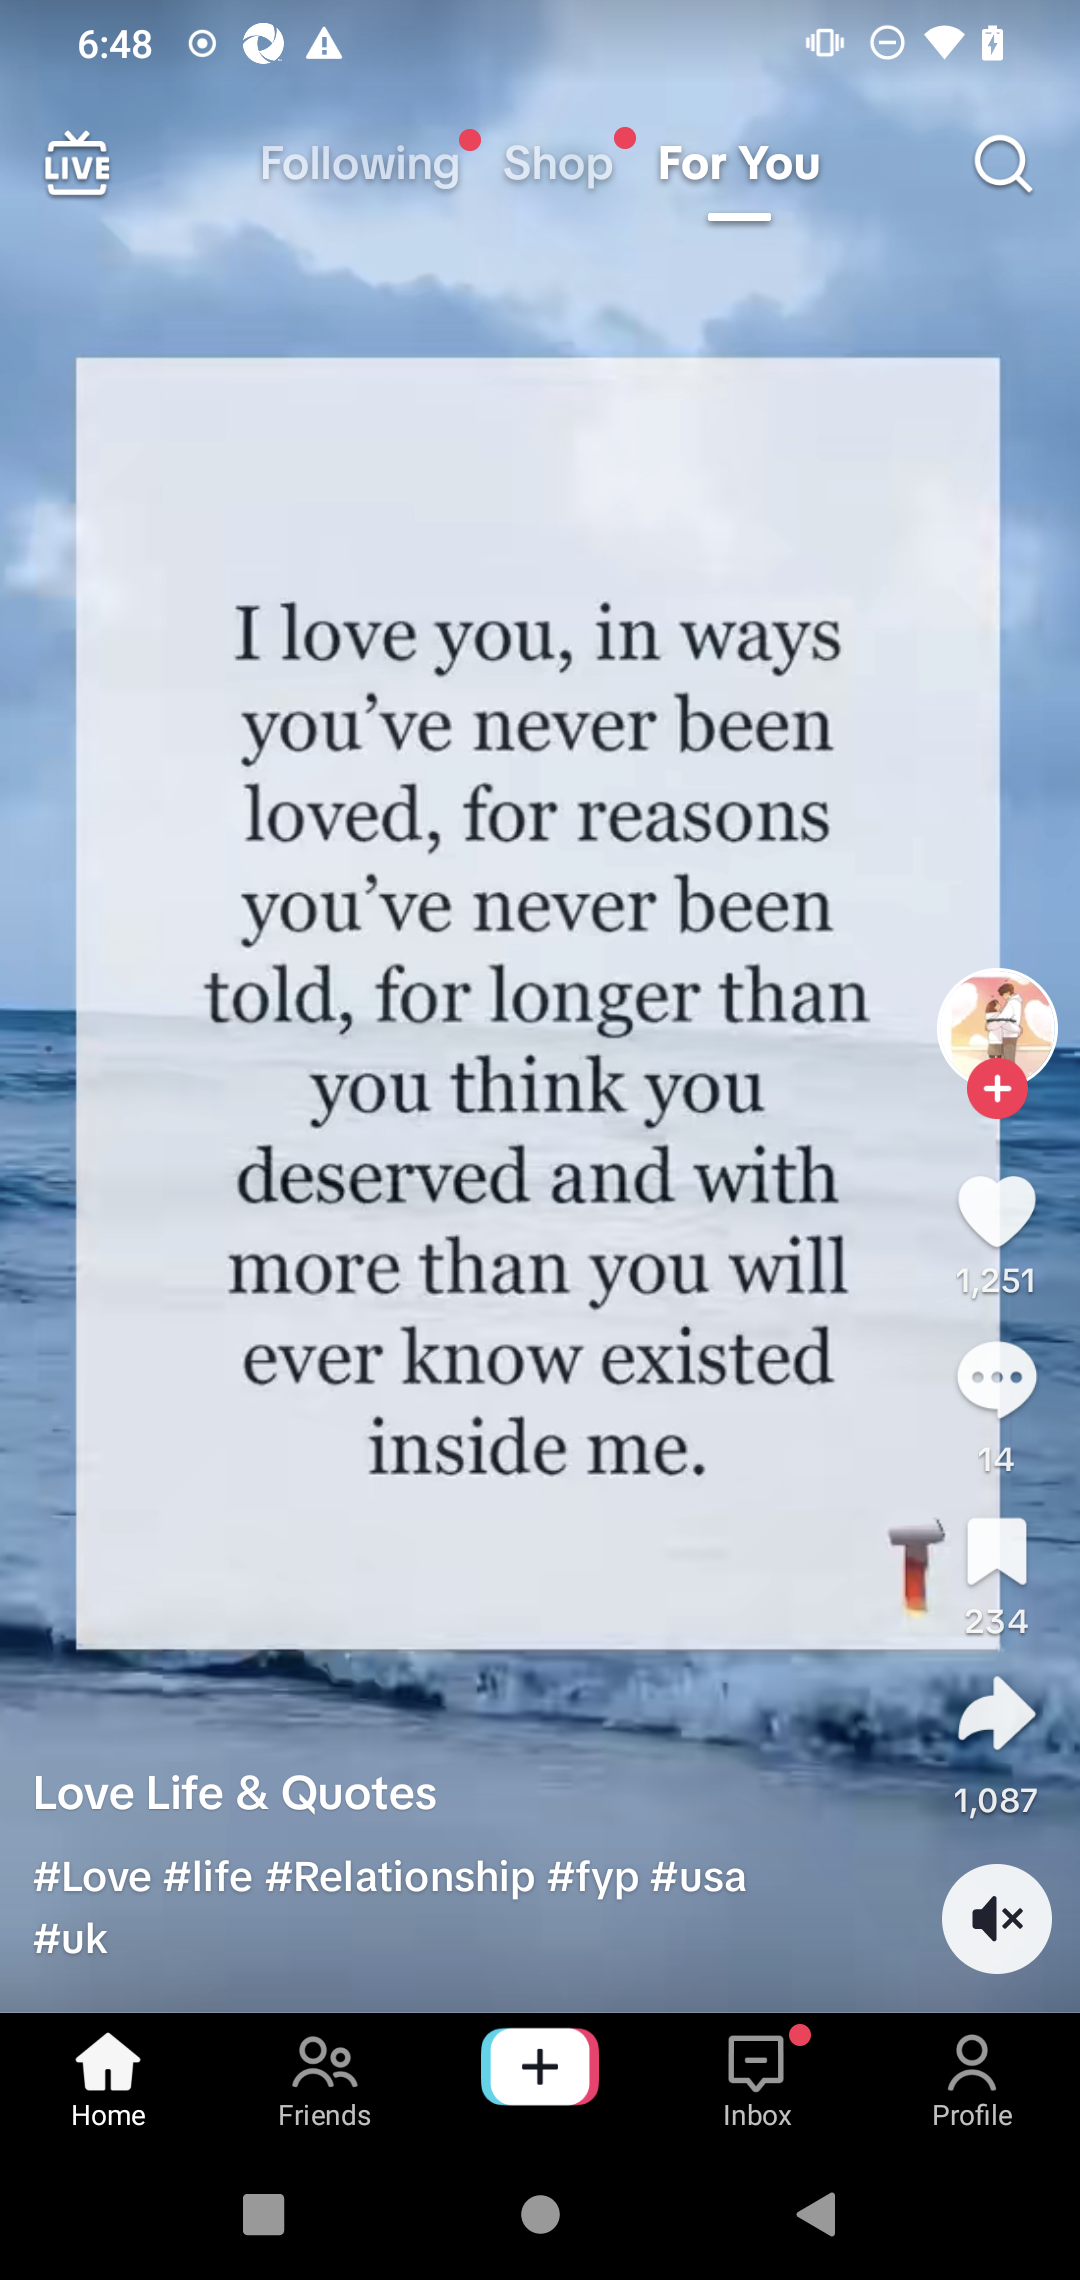 6:48
LIVE
Following Shop For You
I love you, in ways
you’ve never been
loved, for reasons
you’ve never been
told, for longer than
you think you
deserved and with
more than you will
ever know existed
inside me.
1,251
14
234
1,087
Love Life & Quotes
#Love #life #Relationship #fyp #usa
#uk
Home Friends Inbox Profile